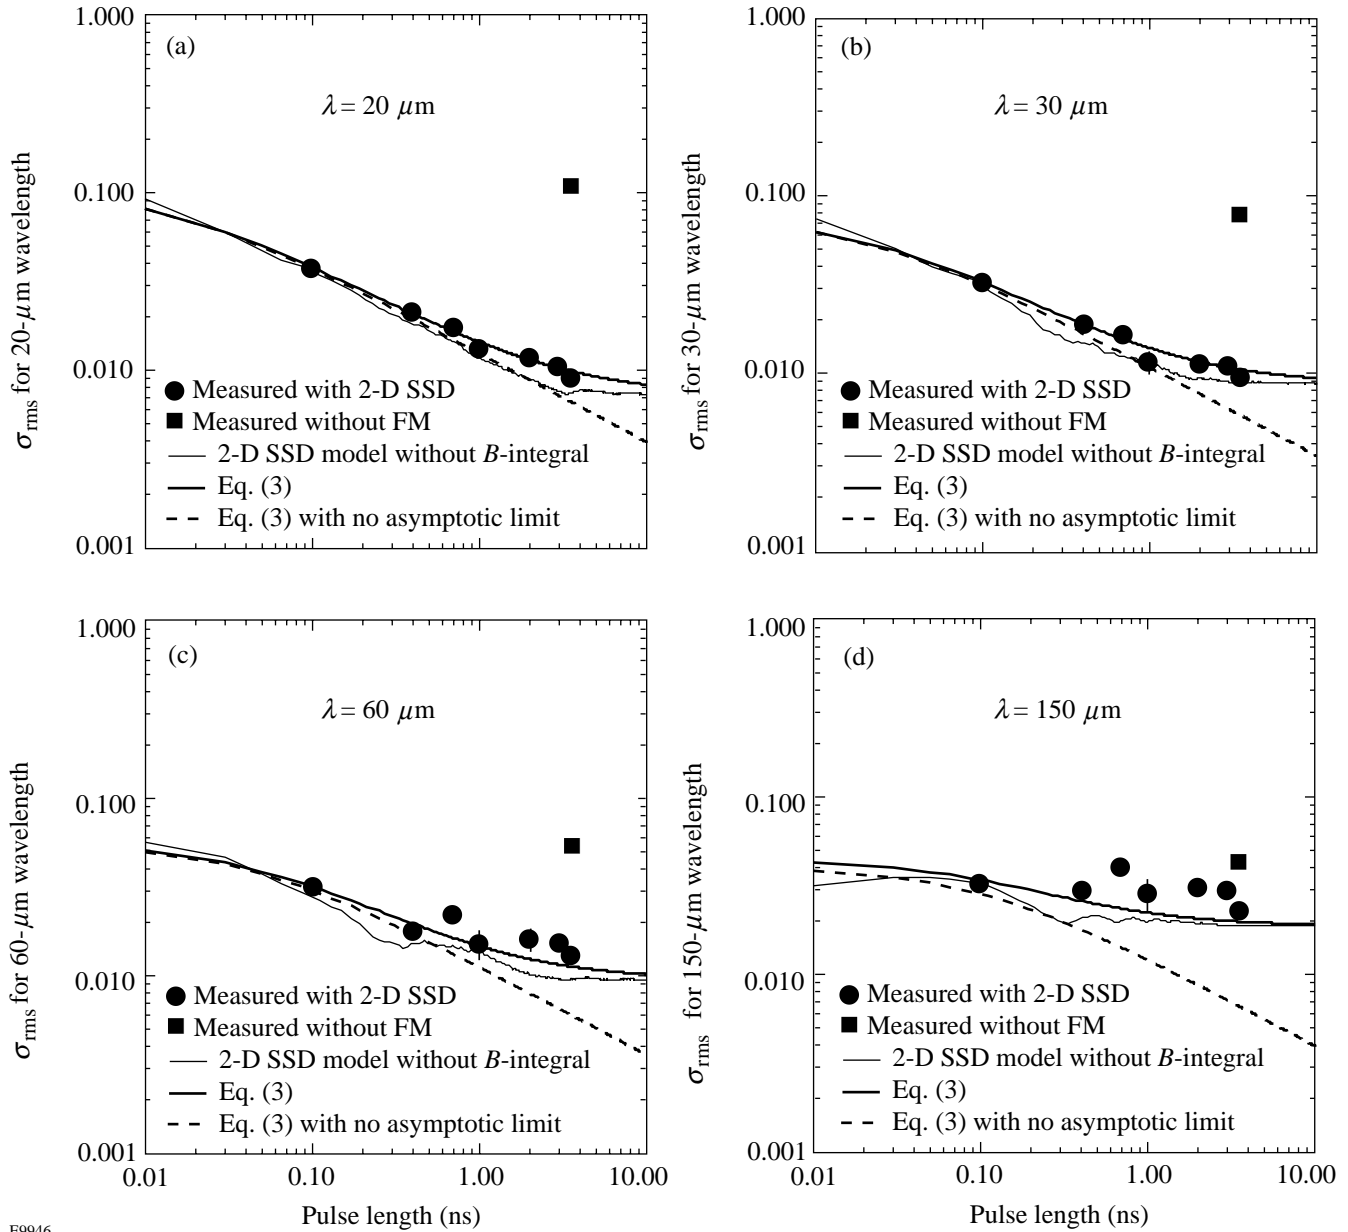 (a)
λ = 20 μm
1.000
0.100
0.010
0.001
σrms for 20-μm wavelength
Measured with 2-D SSD
Measured without FM
2-D SSD model without B-integral
Eq. (3)
Eq. (3) with no asymptotic limit
(b)
λ = 30 μm
1.000
0.100
0.010
0.001
σrms for 30-μm wavelength
Measured with 2-D SSD
Measured without FM
2-D SSD model without B-integral
Eq. (3)
Eq. (3) with no asymptotic limit
(c)
λ = 60 μm
1.000
0.100
0.010
0.001
σrms for 60-μm wavelength
Measured with 2-D SSD
Measured without FM
2-D SSD model without B-integral
Eq. (3)
Eq. (3) with no asymptotic limit
0.01 0.10 1.00 10.00
Pulse length (ns)
(d)
λ = 150 μm
1.000
0.100
0.010
0.001
σrms for 150-μm wavelength
Measured with 2-D SSD
Measured without FM
2-D SSD model without B-integral
Eq. (3)
Eq. (3) with no asymptotic limit
0.01 0.10 1.00 10.00
Pulse length (ns)
E9946